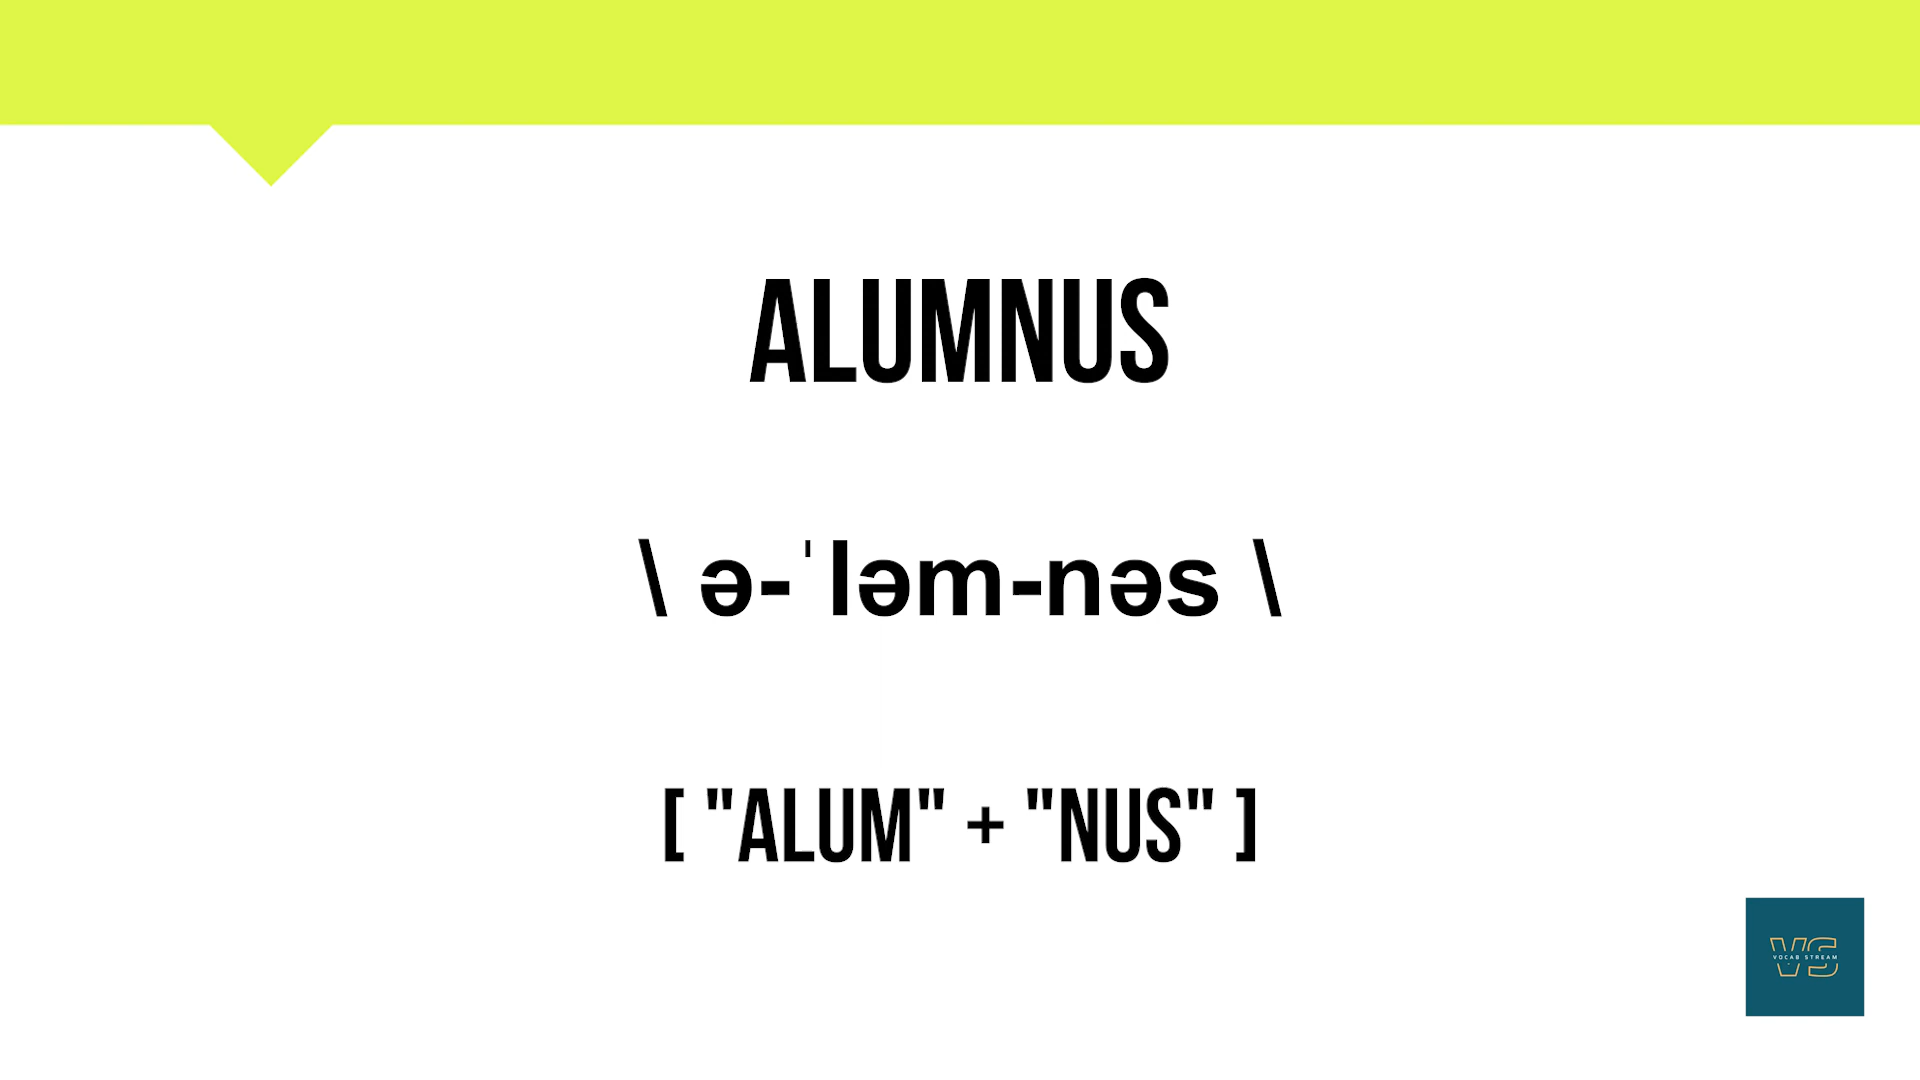 ALUMNUS
\ ə-ˈləm-nəs \
[ "ALUM" + "NUS" ]
VS
VOCAB STREAM